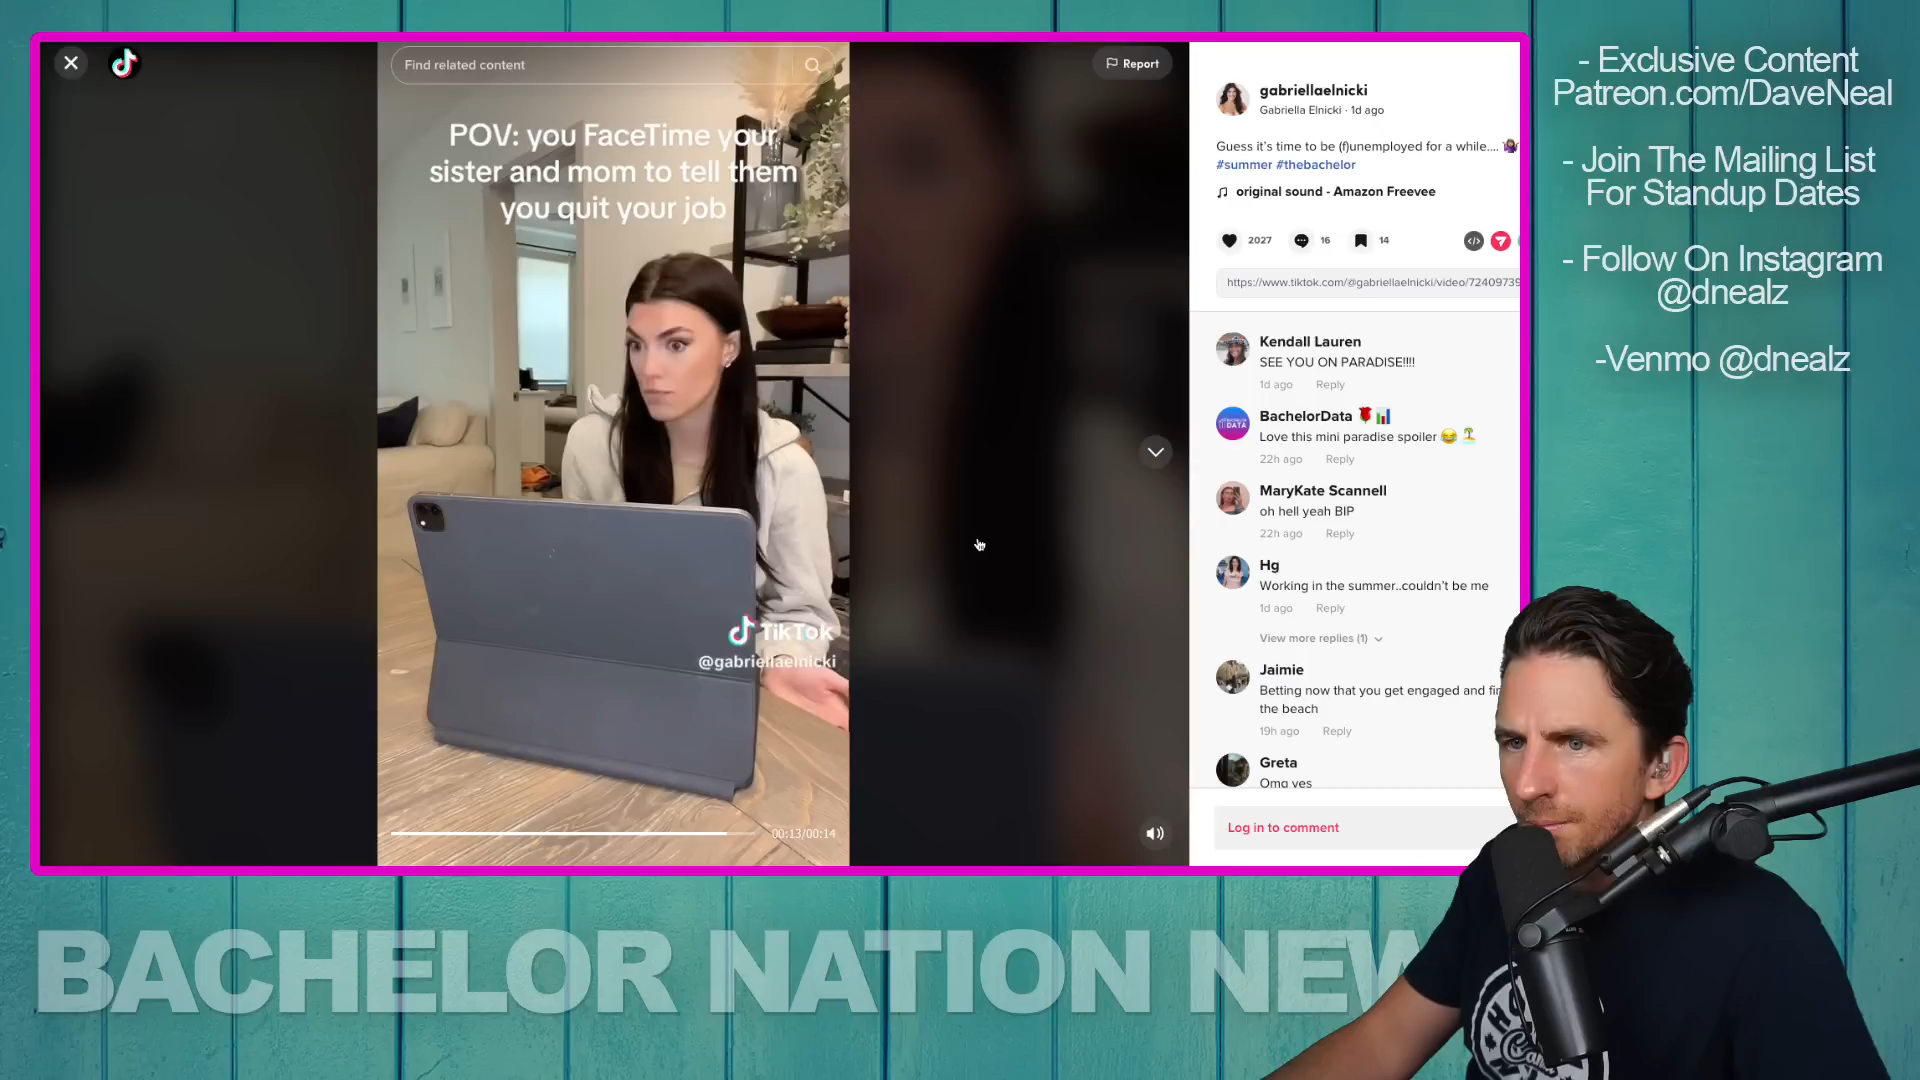 Find related content
Report
POV: you FaceTime your
sister and mom to tell them
you quit your job
TikTok
@gabriellaelnicki
00:13/00:14
gabriellaelnicki
Gabriella Elnicki · 1d ago
Guess it's time to be (f)unemployed for a while....
#summer #thebachelor
original sound - Amazon Freevee
2027
16
14
https://www.tiktok.com/@gabriellaelnicki/video/72409739
Kendall Lauren
SEE YOU ON PARADISE!!!!
1d ago Reply
BachelorData 🌹📊
Love this mini paradise spoiler 😂 🏝️
22h ago Reply
MaryKate Scannell
oh hell yeah BIP
22h ago Reply
Hg
Working in the summer..couldn't be me
1d ago Reply
View more replies (1)
Jaimie
Betting now that you get engaged and
the beach
19h ago Reply
Greta
Omg yes
Log in to comment
- Exclusive Content
Patreon.com/DaveNeal
- Join The Mailing List
For Standup Dates
- Follow On Instagram
@dnealz
-Venmo @dnealz
BACHELOR NATION NEW